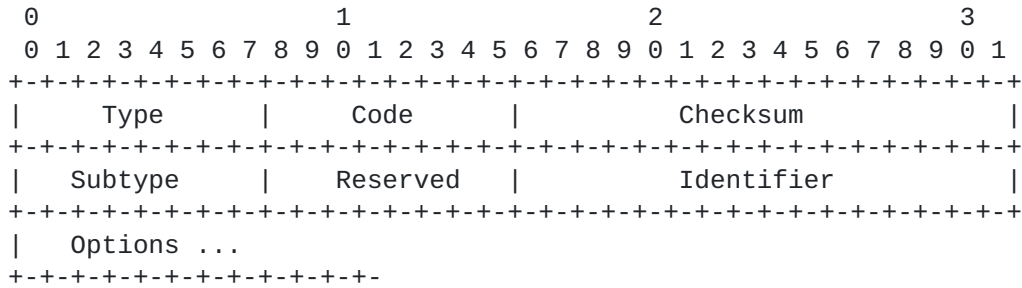 0                   1                   2                   3
 0 1 2 3 4 5 6 7 8 9 0 1 2 3 4 5 6 7 8 9 0 1 2 3 4 5 6 7 8 9 0 1
+-+-+-+-+-+-+-+-+-+-+-+-+-+-+-+-+-+-+-+-+-+-+-+-+-+-+-+-+-+-+-+-+
|     Type      |     Code      |          Checksum             |
+-+-+-+-+-+-+-+-+-+-+-+-+-+-+-+-+-+-+-+-+-+-+-+-+-+-+-+-+-+-+-+-+
|   Subtype     |    Reserved   |          Identifier           |
+-+-+-+-+-+-+-+-+-+-+-+-+-+-+-+-+-+-+-+-+-+-+-+-+-+-+-+-+-+-+-+-+
|   Options ...
+-+-+-+-+-+-+-+-+-+-+-+-